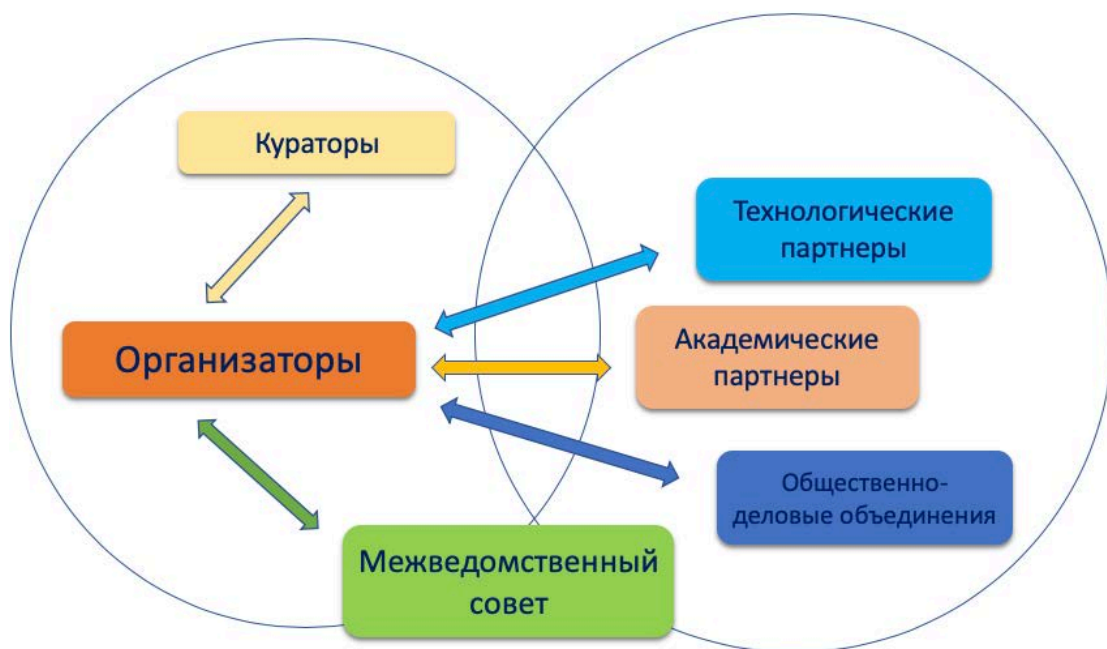 Кураторы
Технологические
партнеры
Организаторы
Академические
партнеры
Общественно-
деловые объединения
Межведомственный
совет